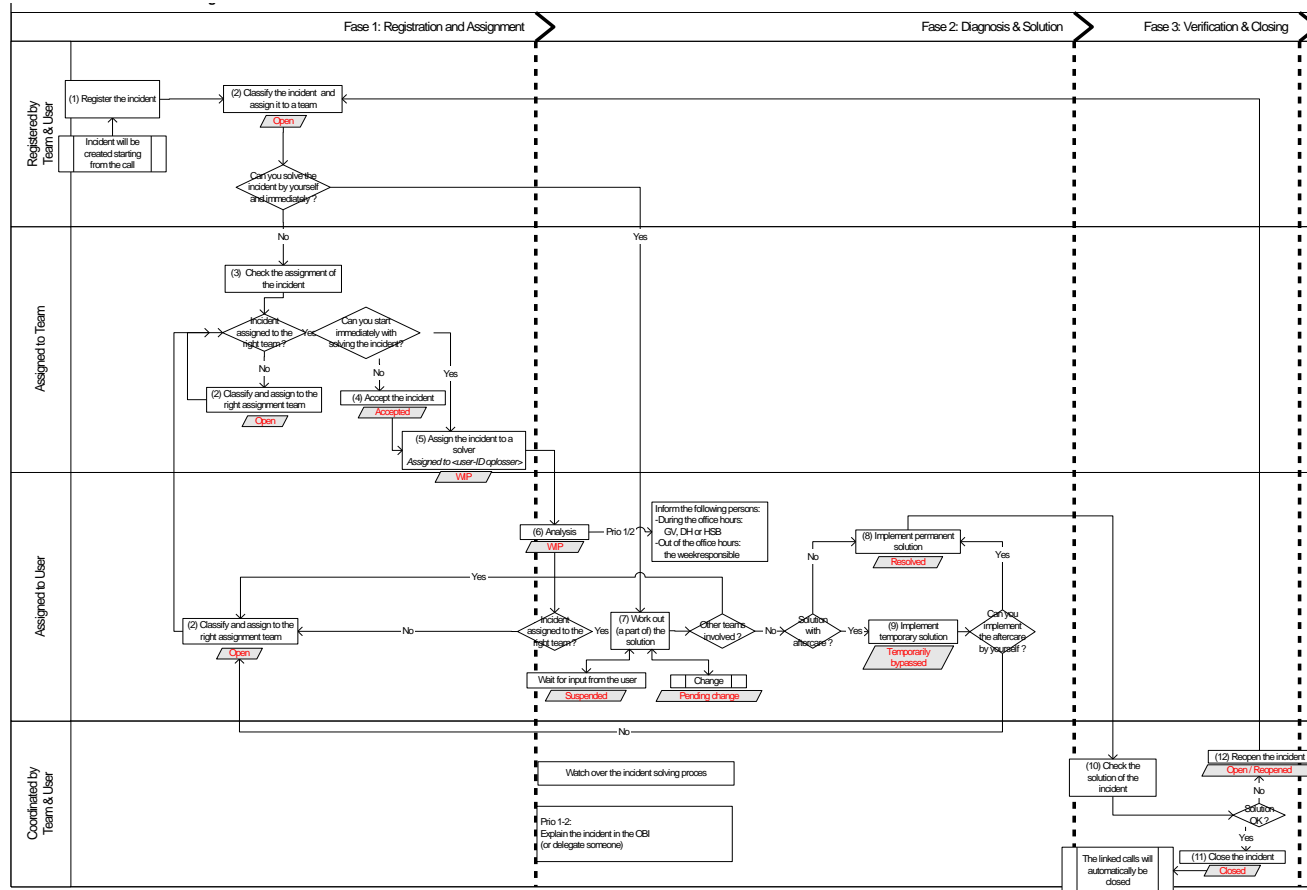 Fase 1: Registration and Assignment
Fase 2: Diagnosis & Solution
Fase 3: Verification & Closing
Registered by
Team & User
(1) Register the incident
Incident will be
created starting
from the call
(2) Classify the incident and
assign it to a team
Open
Can you solve the
incident by yourself
and immediately ?
No
Yes
Assigned to Team
(3) Check the assignment of
the incident
Incident
assigned to the
right team ?
Yes
Can you start
immediately with
solving the incident?
No
No
Yes
(2) Classify and assign to the
right assignment team
Open
(4) Accept the incident
Accepted
(5) Assign the incident to a
solver
Assigned to <user-ID oplosser>
WIP
Assigned to User
(6) Analysis
WIP
Prio 1/2
Inform the following persons:
-During the office hours:
GV, DH or HSB
-Out of the office hours:
the weekresponsible
(8) Implement permanent
solution
Resolved
No
Yes
Yes
(2) Classify and assign to the
right assignment team
Open
No
Incident
assigned to the
right team ?
Yes
(7) Work out
(a part of) the
solution
Other teams
involved ?
No
Solution
with
aftercare ?
Yes
(9) Implement
temporary solution
Temporarily
bypassed
Can you
implement
the aftercare
by yourself ?
Wait for input from the user
Suspended
Change
Pending change
No
Coordinated by
Team & User
Watch over the incident solving proces
Prio 1-2:
Explain the incident in the OBI
(or delegate someone)
(10) Check the
solution of the
incident
(12) Reopen the incident
Open / Reopened
No
Solution
OK ?
Yes
(11) Close the incident
Closed
The linked calls will
automatically be
closed